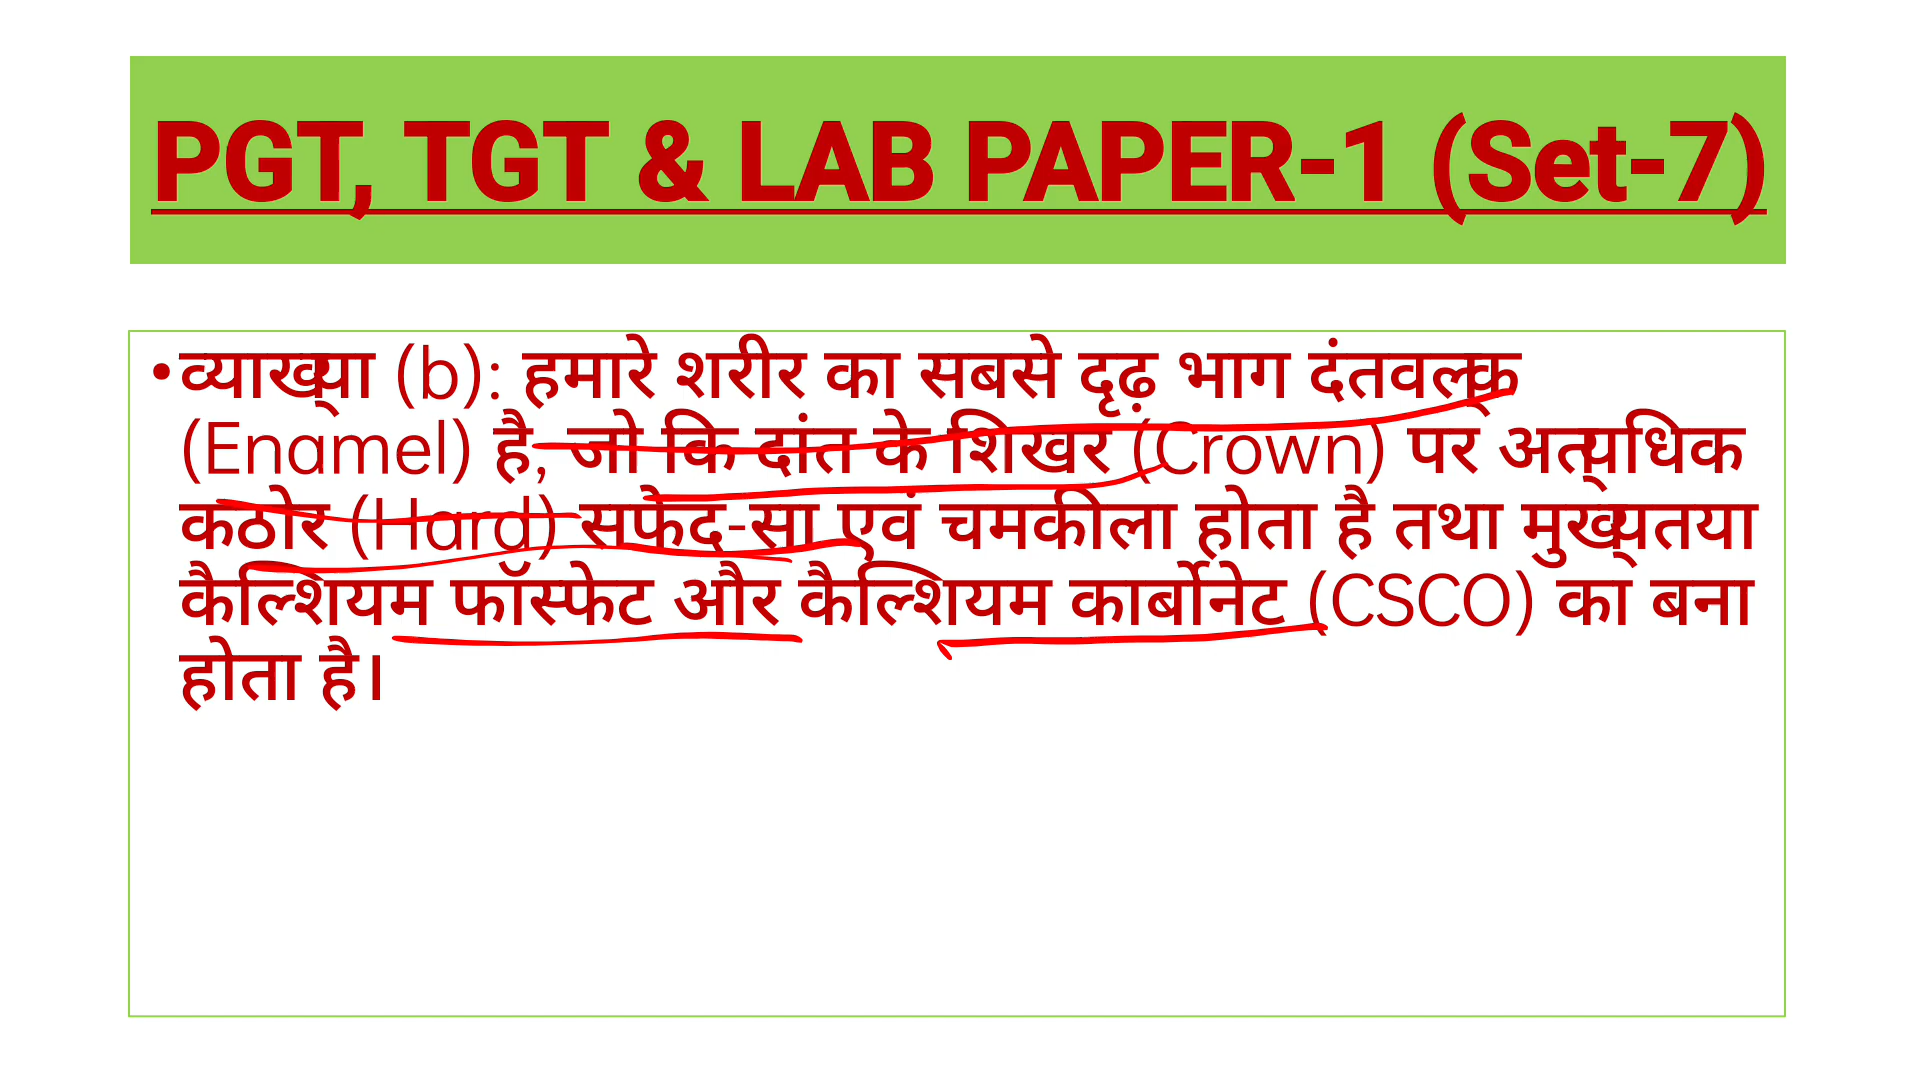 PGT, TGT & LAB PAPER-1 (Set-7)
•व्याख्या (b): हमारे शरीर का सबसे दृढ़ भाग दंतवल्क
(Enamel) है, जो कि दांत के शिखर (Crown) पर अत्यधिक
कठोर (Hard) सफेद-सा एवं चमकीला होता है तथा मुख्यतया
कैल्शियम फॉस्फेट और कैल्शियम कार्बोनेट (CSCO) का बना
होता है।